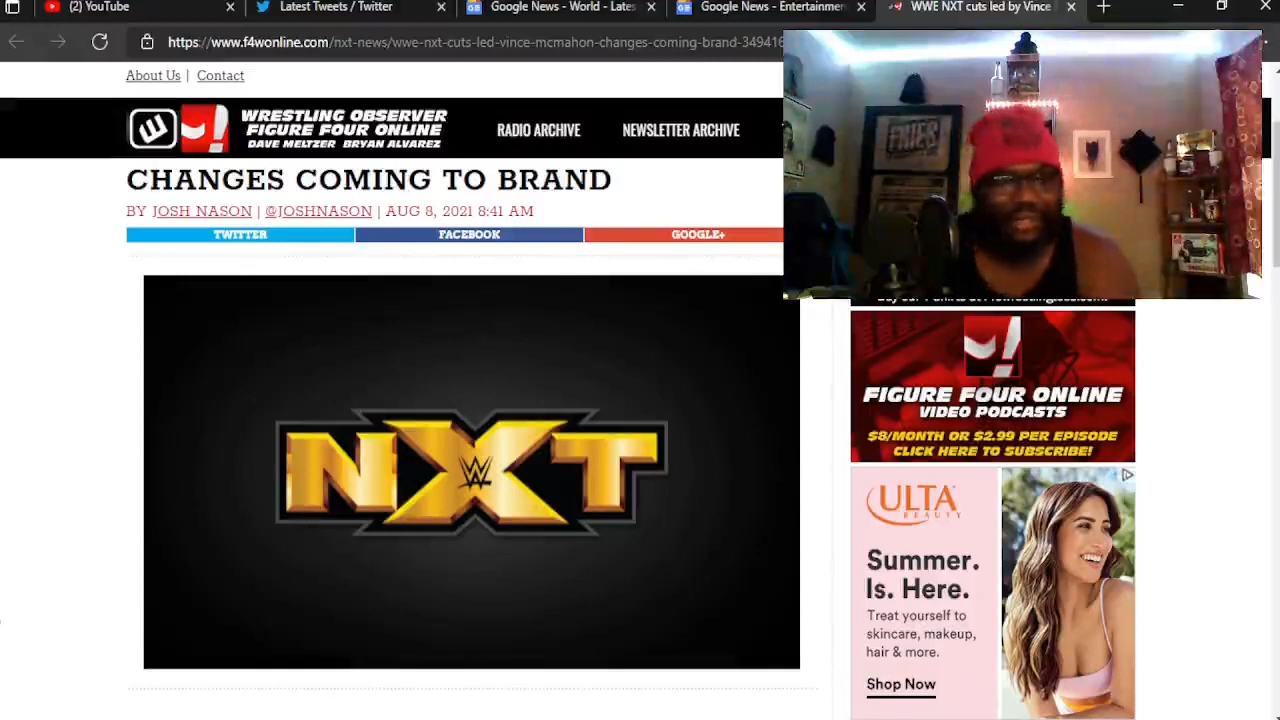 (2) YouTube
Latest Tweets / Twitter
Google News - World - Lates
Google News - Entertainmen
WWE NXT cuts led by Vince
https://www.f4wonline.com/nxt-news/wwe-nxt-cuts-led-vince-mcmahon-changes-coming-brand-349416
About Us | Contact
WRESTLING OBSERVER
FIGURE FOUR ONLINE
DAVE MELTZER BRYAN ALVAREZ
RADIO ARCHIVE
NEWSLETTER ARCHIVE
CHANGES COMING TO BRAND
BY JOSH NASON | @JOSHNASON | AUG 8, 2021 8:41 AM
TWITTER
FACEBOOK
GOOGLE+
NXT
W
FIGURE FOUR ONLINE
VIDEO PODCASTS
$8/MONTH OR $2.99 PER EPISODE
CLICK HERE TO SUBSCRIBE!
ULTA
BEAUTY
Summer.
Is. Here.
Treat yourself to
skincare, makeup,
hair & more.
Shop Now